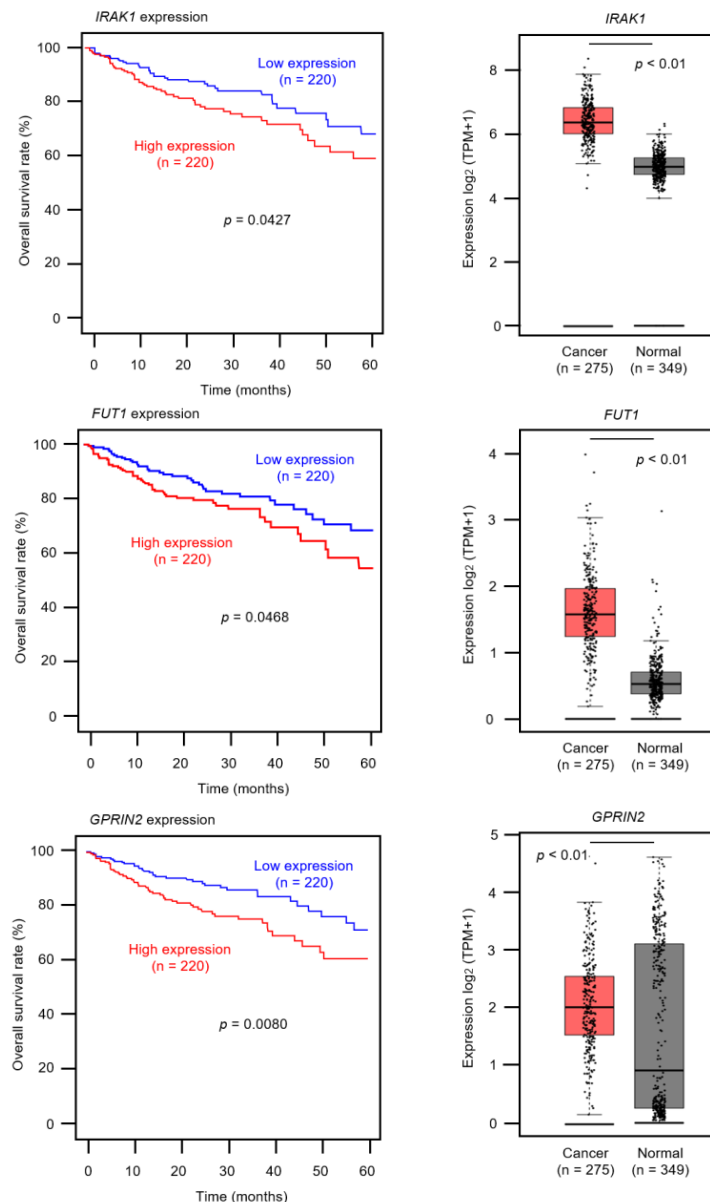 IRAK1 expression
100
80
60
40
20
0
Overall survival rate (%)
Low expression
(n = 220)
High expression
(n = 220)
p = 0.0427
0 10 20 30 40 50 60
Time (months)
IRAK1
p < 0.01
8
6
4
2
0
Expression log2 (TPM+1)
Cancer Normal
(n = 275) (n = 349)
FUT1 expression
100
80
60
40
20
0
Overall survival rate (%)
Low expression
(n = 220)
High expression
(n = 220)
p = 0.0468
0 10 20 30 40 50 60
Time (months)
FUT1
p < 0.01
4
3
2
1
0
Expression log2 (TPM+1)
Cancer Normal
(n = 275) (n = 349)
GPRIN2 expression
100
80
60
40
20
0
Overall survival rate (%)
Low expression
(n = 220)
High expression
(n = 220)
p = 0.0080
0 10 20 30 40 50 60
Time (months)
GPRIN2
p < 0.01
5
4
3
2
1
0
Expression log2 (TPM+1)
Cancer Normal
(n = 275) (n = 349)